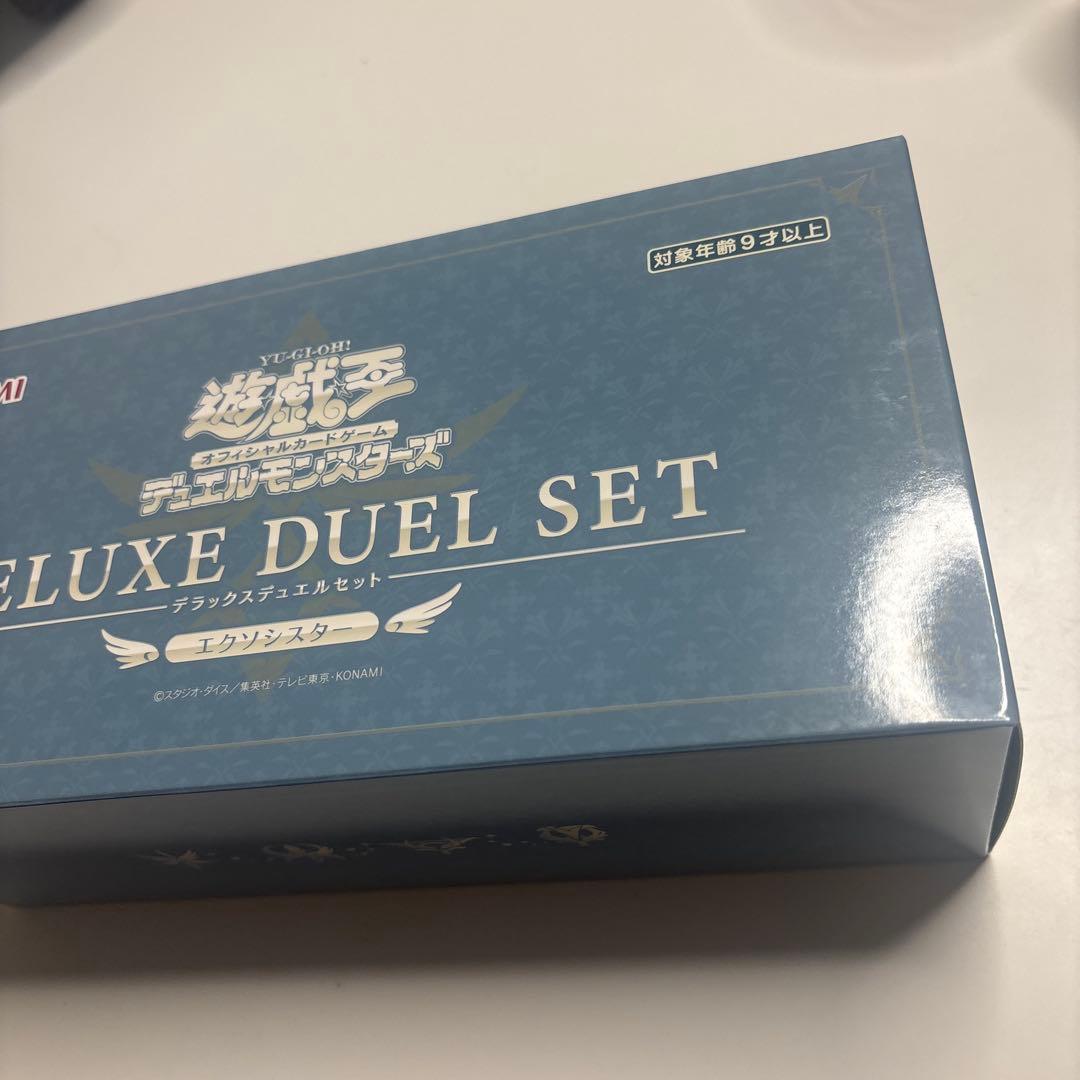 対象年齢9才以上
MI
YU-GI-OH!
遊戯王
オフィシャルカードゲーム
デュエルモンスターズ
ELUXE DUEL SET
デラックスデュエルセット
エクソシスター
©スタジオ・ダイス／集英社・テレビ東京・KONAMI